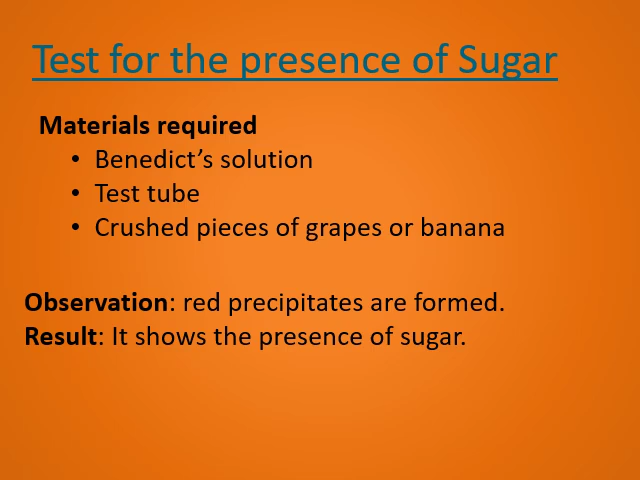 Test for the presence of Sugar
Materials required
• Benedict’s solution
• Test tube
• Crushed pieces of grapes or banana
Observation: red precipitates are formed.
Result: It shows the presence of sugar.